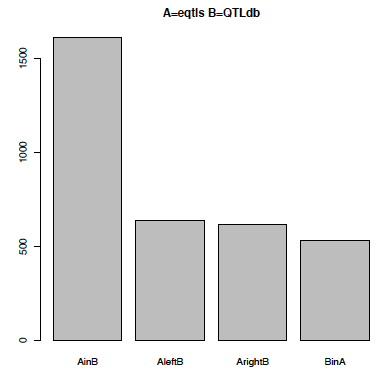 A=eqtls B=QTLdb
1500
1000
500
0
AinB AleftB ArightB BinA